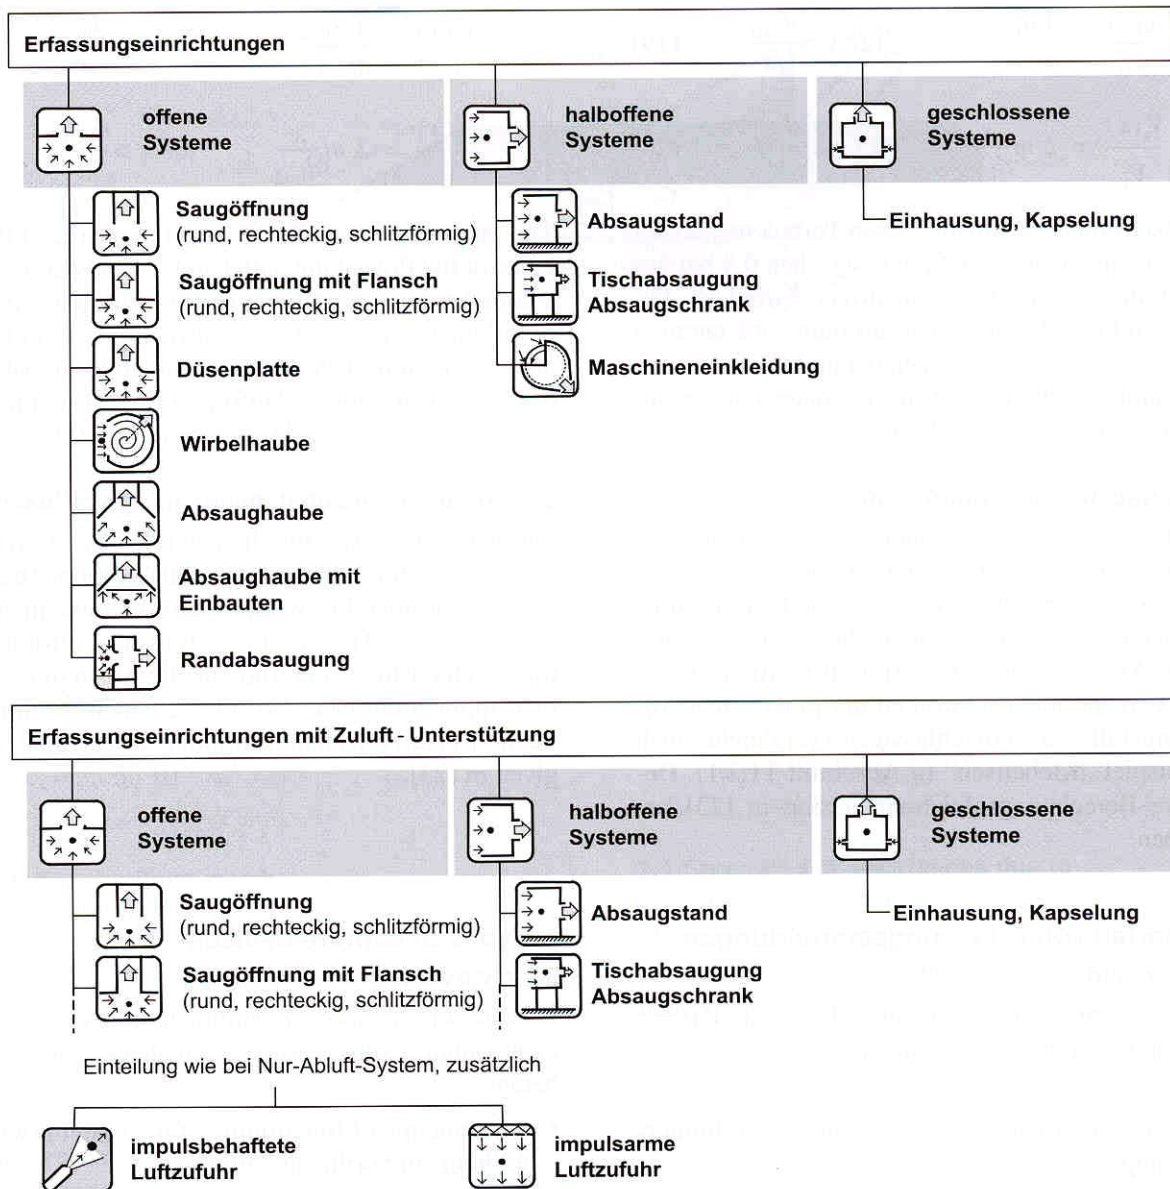 Erfassungseinrichtungen
offene
Systeme
halboffene
Systeme
geschlossene
Systeme
Saugöffnung
(rund, rechteckig, schlitzförmig)
Saugöffnung mit Flansch
(rund, rechteckig, schlitzförmig)
Düsenplatte
Wirbelhaube
Absaughaube
Absaughaube mit
Einbauten
Randabsaugung
Absaugstand
Tischabsaugung
Absaugschrank
Maschineneinkleidung
Einhausung, Kapselung
Erfassungseinrichtungen mit Zuluft - Unterstützung
offene
Systeme
halboffene
Systeme
geschlossene
Systeme
Saugöffnung
(rund, rechteckig, schlitzförmig)
Saugöffnung mit Flansch
(rund, rechteckig, schlitzförmig)
Absaugstand
Tischabsaugung
Absaugschrank
Einhausung, Kapselung
Einteilung wie bei Nur-Abluft-System, zusätzlich
impulsbehaftete
Luftzufuhr
impulsarme
Luftzufuhr